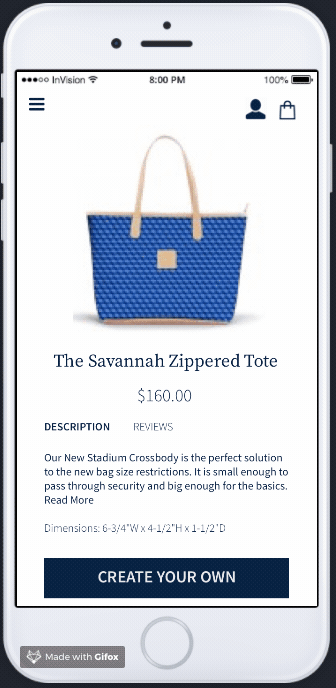 InVision
8:00 PM
100%
The Savannah Zippered Tote
$160.00
DESCRIPTION REVIEWS
Our New Stadium Crossbody is the perfect solution
to the new bag size restrictions. It is small enough to
pass through security and big enough for the basics.
Read More
Dimensions: 6-3/4"W x 4-1/2"H x 1-1/2"D
CREATE YOUR OWN
Made with Gifox